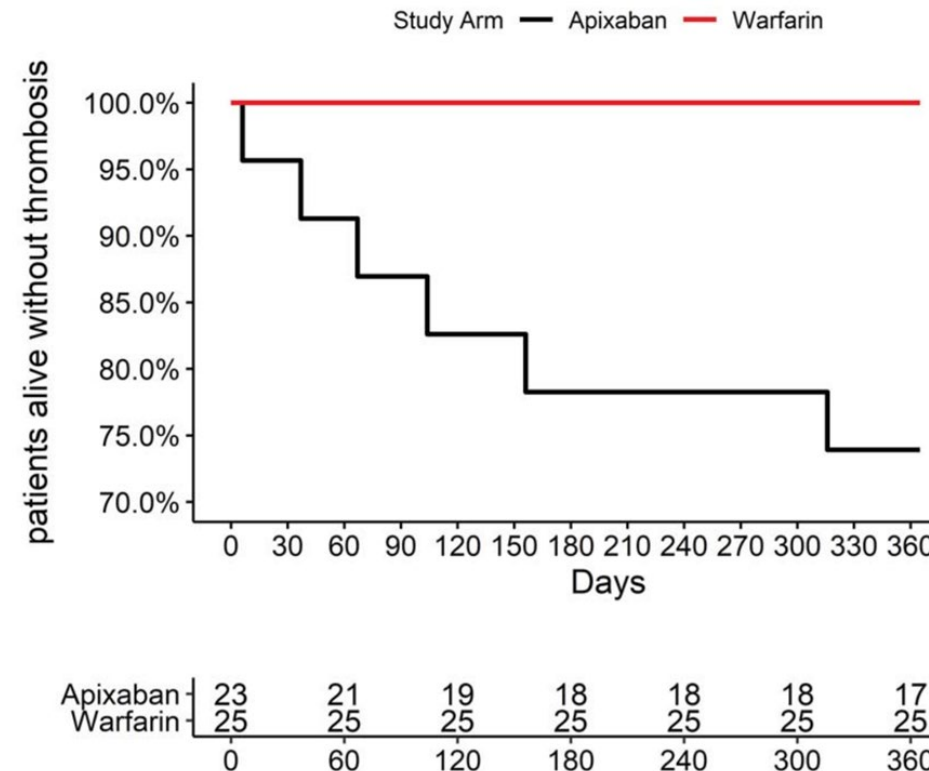 Study Arm Apixaban Warfarin
patients alive without thrombosis
100.0%
95.0%
90.0%
85.0%
80.0%
75.0%
70.0%
0 30 60 90 120 150 180 210 240 270 300 330 360
Days
Apixaban 23 21 19 18 18 18 17
Warfarin 25 25 25 25 25 25 25
0 60 120 180 240 300 360